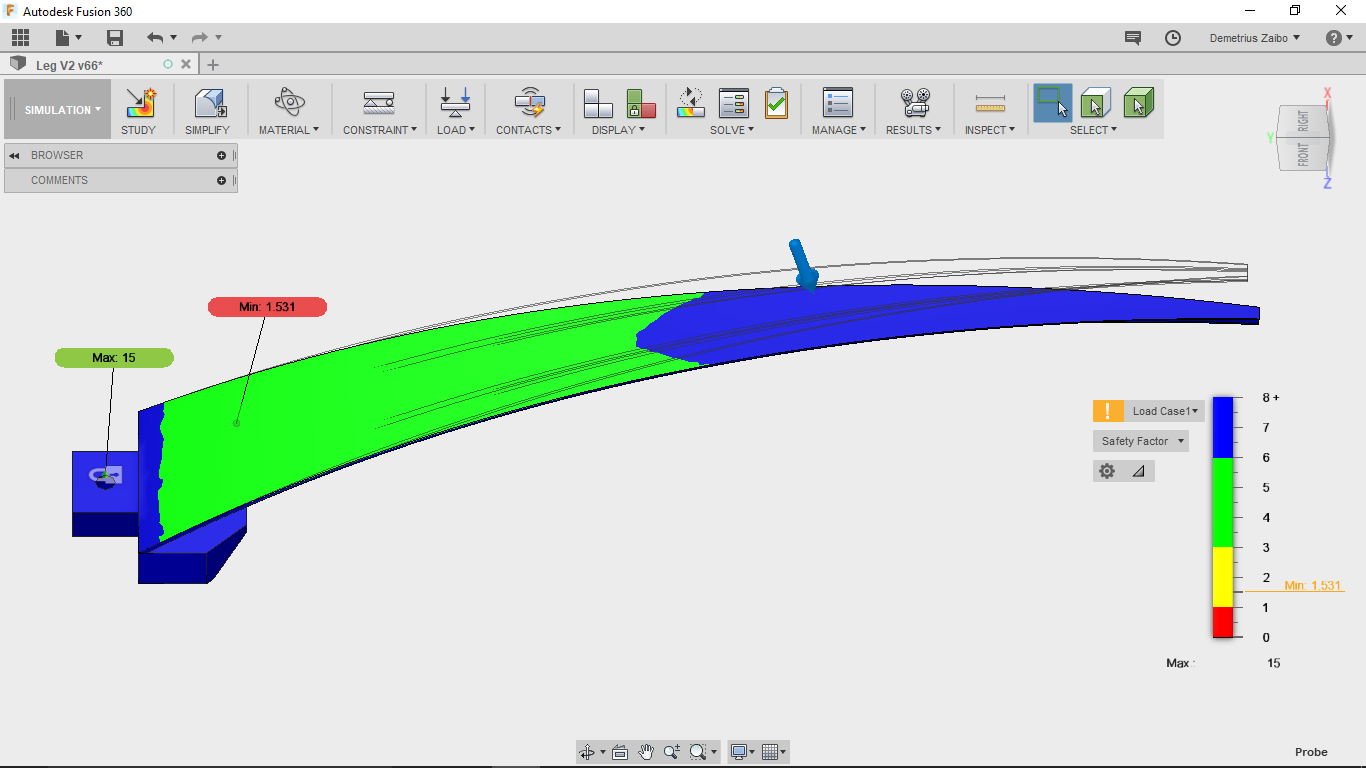 Autodesk Fusion 360
Demetrius Zaibo
Leg V2 v66*
SIMULATION
STUDY
SIMPLIFY
MATERIAL
CONSTRAINT
LOAD
CONTACTS
DISPLAY
SOLVE
MANAGE
RESULTS
INSPECT
SELECT
BROWSER
COMMENTS
X
Y
RIGHT
FRONT
Z
Min: 1.531
Max: 15
Load Case1
Safety Factor
8 +
7
6
5
4
3
2
Min: 1.531
1
0
Max :
15
Probe